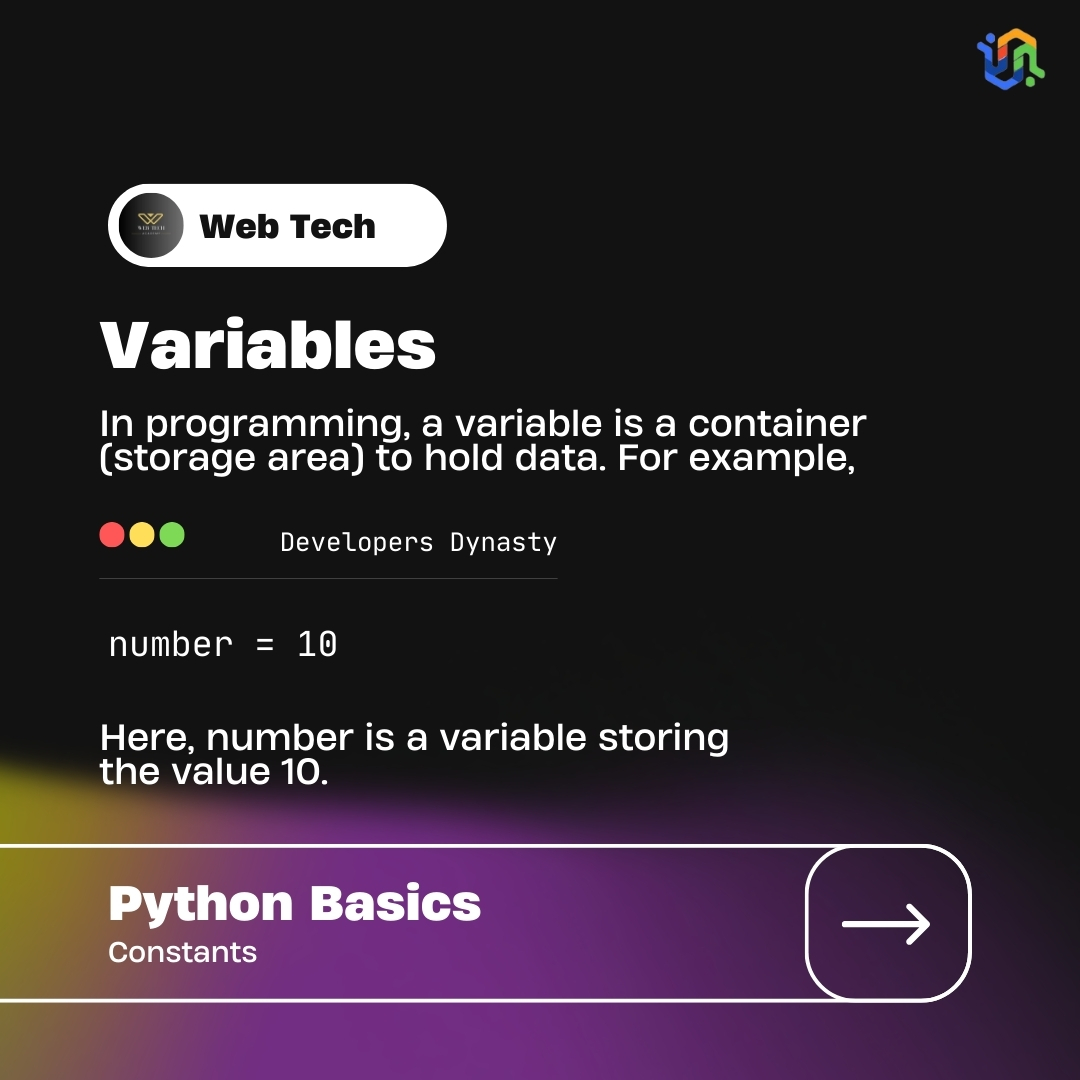 Web Tech
Variables
In programming, a variable is a container
(storage area) to hold data. For example,
Developers Dynasty
number = 10
Here, number is a variable storing
the value 10.
Python Basics
Constants